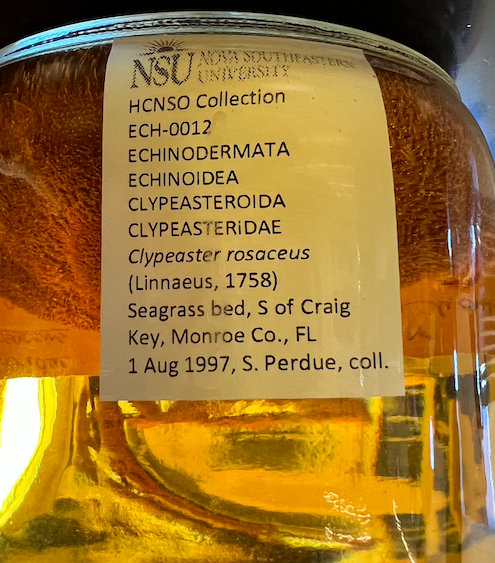 NSU NOVA SOUTHEASTERN
UNIVERSITY
HCNSO Collection
ECH-0012
ECHINODERMATA
ECHINOIDEA
CLYPEASTEROIDA
CLYPEASTERiDAE
Clypeaster rosaceus
(Linnaeus, 1758)
Seagrass bed, S of Craig
Key, Monroe Co., FL
1 Aug 1997, S. Perdue, coll.